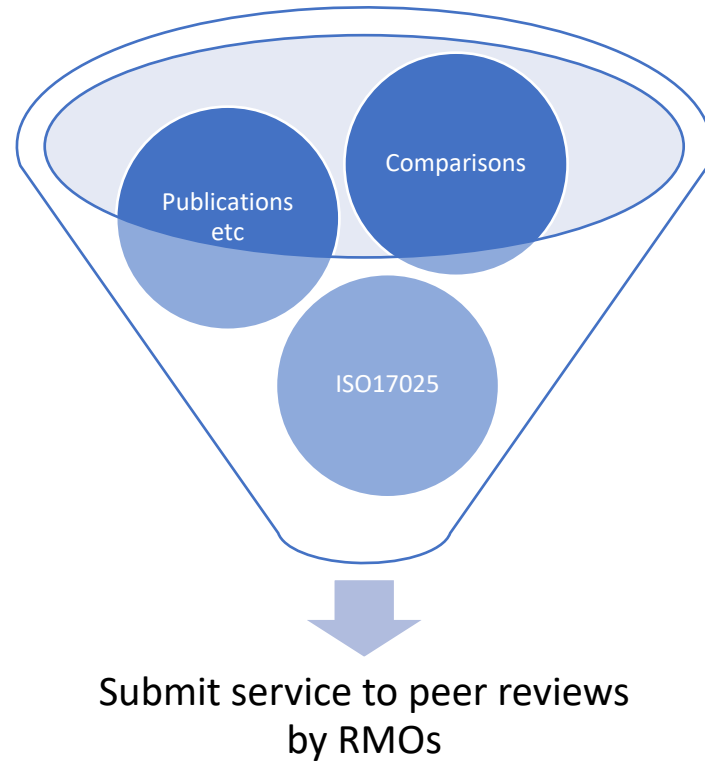 Comparisons
Publications
etc
ISO17025
Submit service to peer reviews
by RMOs